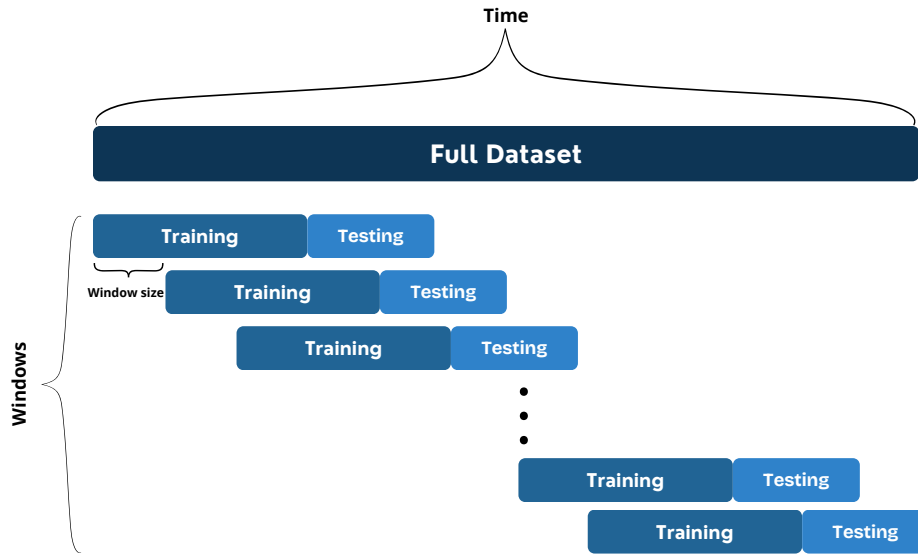 Time
Full Dataset
Training Testing
Window size
Training Testing
Training Testing
Windows
Training Testing
Training Testing